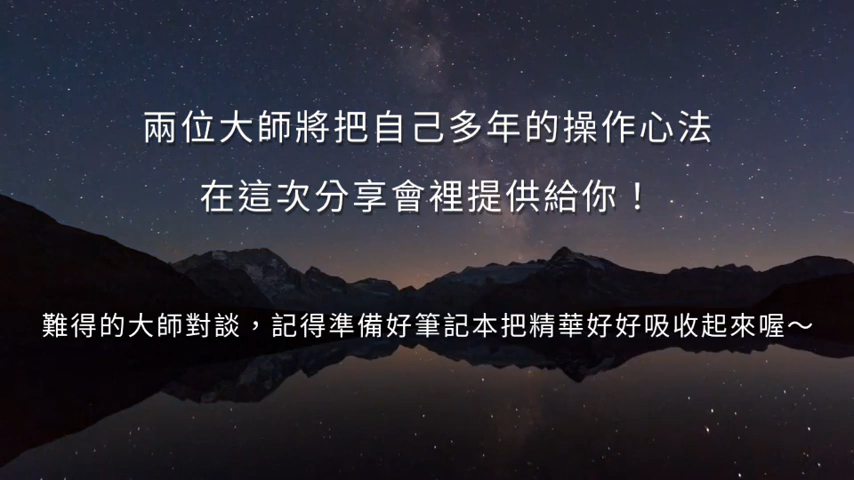 兩位大師將把自己多年的操作心法
在這次分享會裡提供給你！
難得的大師對談，記得準備好筆記本把精華好好吸收起來喔～